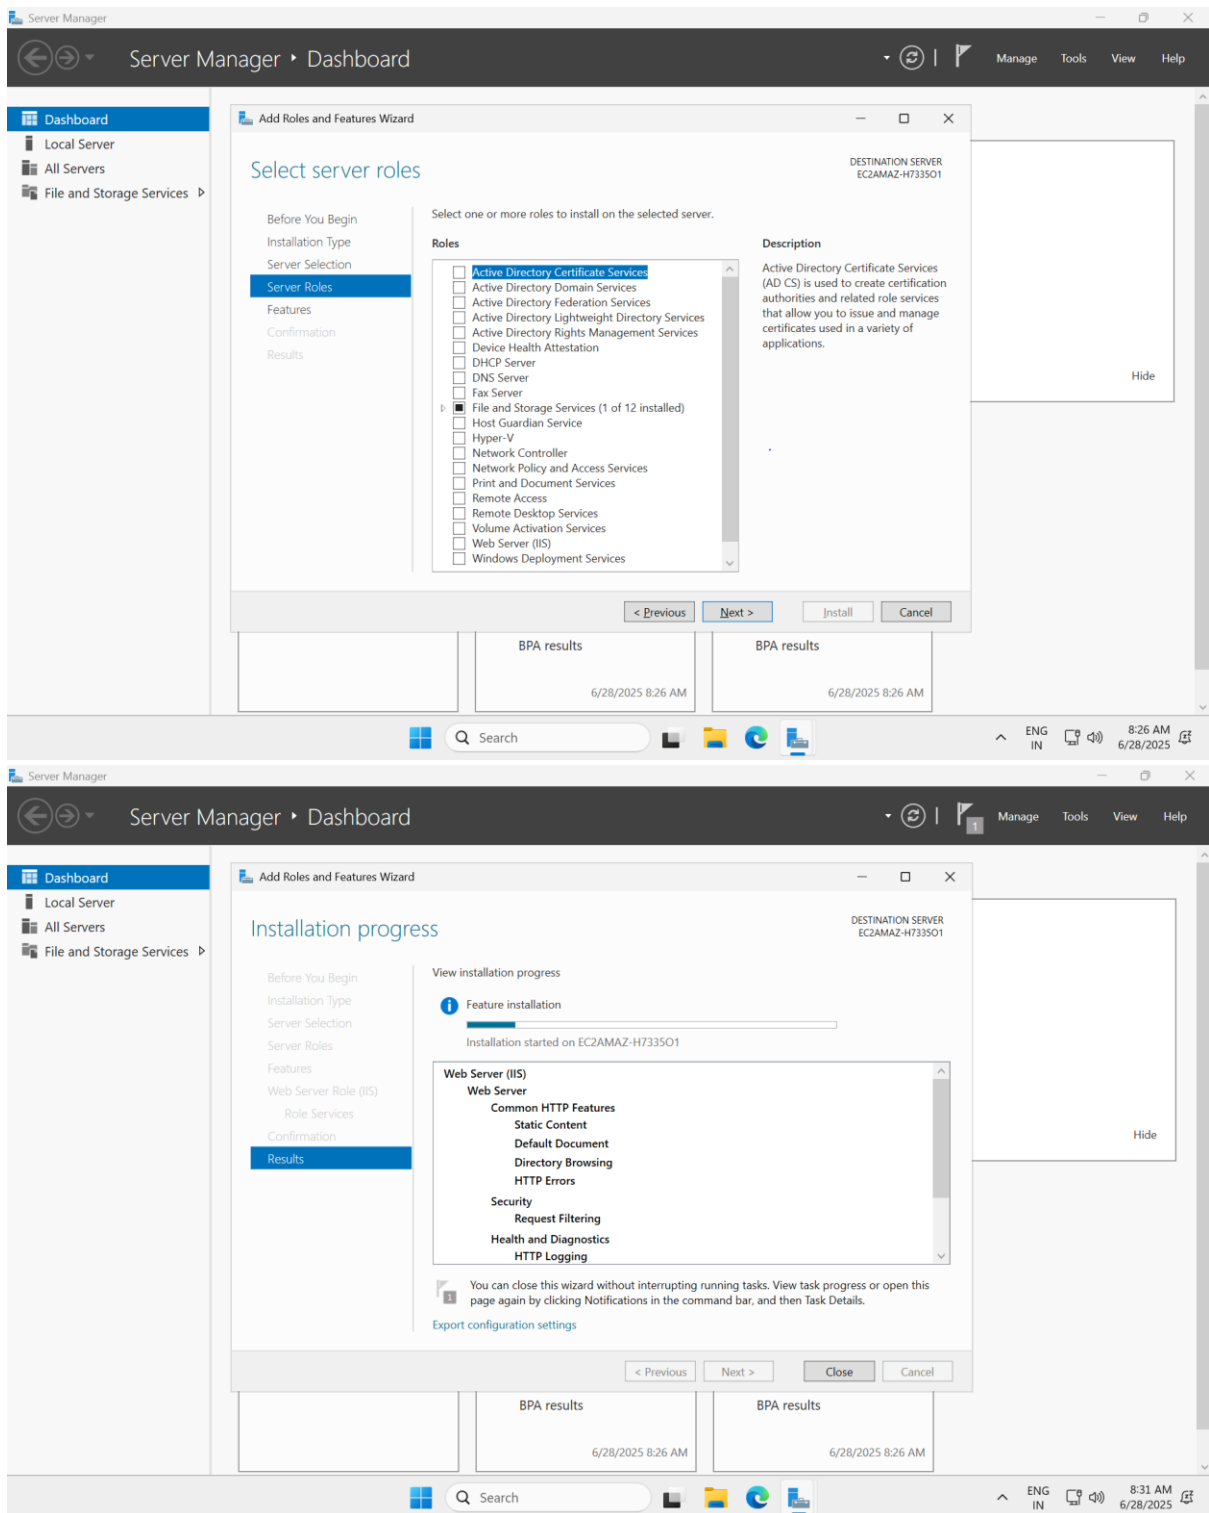 Server Manager
Server Manager • Dashboard
Manage Tools View Help
Dashboard
Local Server
All Servers
File and Storage Services
Add Roles and Features Wizard
Select server roles
DESTINATION SERVER
EC2AMAZ-H7335O1
Before You Begin
Installation Type
Server Selection
Server Roles
Features
Confirmation
Results
Select one or more roles to install on the selected server.
Roles
Active Directory Certificate Services
Active Directory Domain Services
Active Directory Federation Services
Active Directory Lightweight Directory Services
Active Directory Rights Management Services
Device Health Attestation
DHCP Server
DNS Server
Fax Server
File and Storage Services (1 of 12 installed)
Host Guardian Service
Hyper-V
Network Controller
Network Policy and Access Services
Print and Document Services
Remote Access
Remote Desktop Services
Volume Activation Services
Web Server (IIS)
Windows Deployment Services
Description
Active Directory Certificate Services
(AD CS) is used to create certification
authorities and related role services
that allow you to issue and manage
certificates used in a variety of
applications.
Hide
< Previous Next > Install Cancel
BPA results BPA results
6/28/2025 8:26 AM 6/28/2025 8:26 AM
Search
ENG
IN
8:26 AM
6/28/2025
Server Manager
Server Manager • Dashboard
1
Manage Tools View Help
Dashboard
Local Server
All Servers
File and Storage Services
Add Roles and Features Wizard
Installation progress
DESTINATION SERVER
EC2AMAZ-H7335O1
Before You Begin
Installation Type
Server Selection
Server Roles
Features
Web Server Role (IIS)
Role Services
Confirmation
Results
View installation progress
Feature installation
Installation started on EC2AMAZ-H7335O1
Web Server (IIS)
Web Server
Common HTTP Features
Static Content
Default Document
Directory Browsing
HTTP Errors
Security
Request Filtering
Health and Diagnostics
HTTP Logging
Hide
1
You can close this wizard without interrupting running tasks. View task progress or open this
page again by clicking Notifications in the command bar, and then Task Details.
Export configuration settings
< Previous Next > Close Cancel
BPA results BPA results
6/28/2025 8:26 AM 6/28/2025 8:26 AM
Search
ENG
IN
8:31 AM
6/28/2025